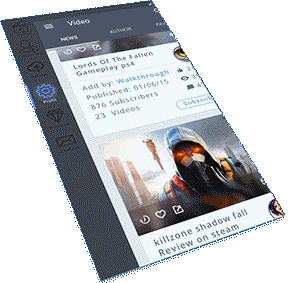 Video
NEWS
AUTHOR
Lords Of The Fallen
Gameplay ps4
Add by: Walkthrough
Published: 01/06/15
876 Subscribers
23 Videos
Subscribe
Profil
killzone shadow fall
Review on steam